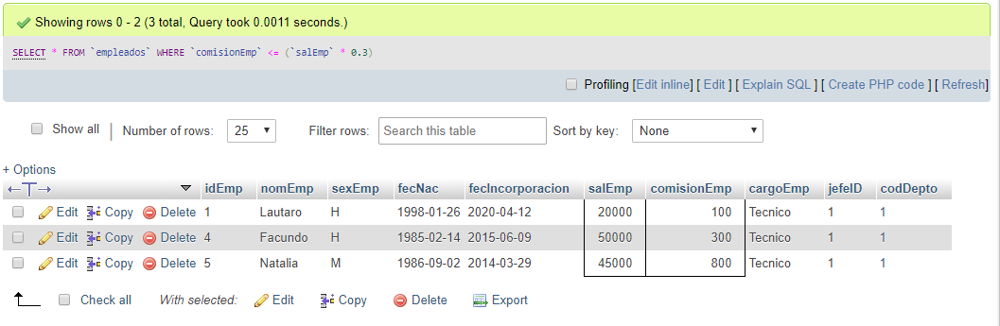 Showing rows 0 - 2 (3 total, Query took 0.0011 seconds.)
SELECT * FROM `empleados` WHERE `comisionEmp` <= (`salEmp` * 0.3)
Profiling [Edit inline] [ Edit ] [ Explain SQL ] [ Create PHP code ] [ Refresh]
Show all | Number of rows: 25 Filter rows: Search this table Sort by key: None
+ Options
←T→ idEmp nomEmp sexEmp fecNac fecIncorporacion salEmp comisionEmp cargoEmp jefeID codDepto
Edit Copy Delete 1 Lautaro H 1998-01-26 2020-04-12 20000 100 Tecnico 1 1
Edit Copy Delete 4 Facundo H 1985-02-14 2015-06-09 50000 300 Tecnico 1 1
Edit Copy Delete 5 Natalia M 1986-09-02 2014-03-29 45000 800 Tecnico 1 1
Check all With selected: Edit Copy Delete Export